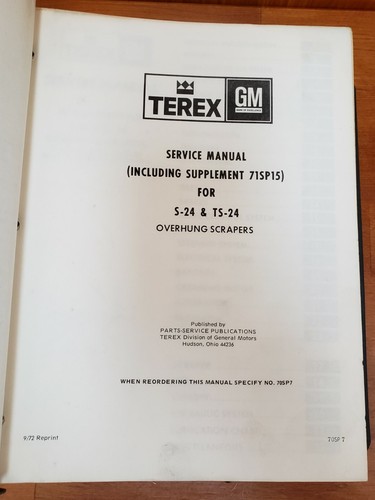 TEREX
GM
SERVICE MANUAL
(INCLUDING SUPPLEMENT 71SP15)
FOR
S-24 & TS-24
OVERHUNG SCRAPERS
Published by
PARTS-SERVICE PUBLICATIONS
TEREX Division of General Motors
Hudson, Ohio 44236
WHEN REORDERING THIS MANUAL SPECIFY NO. 70SP7
9/72 Reprint
70SP 7